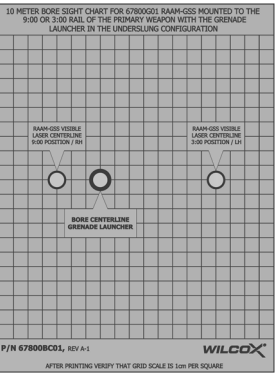 10 METER BORE SIGHT CHART FOR 67800G01 RAAM-GSS MOUNTED TO THE
9:00 OR 3:00 RAIL OF THE PRIMARY WEAPON WITH THE GRENADE
LAUNCHER IN THE UNDERSLUNG CONFIGURATION
RAAM-GSS VISIBLE
LASER CENTERLINE
9:00 POSITION / RH
RAAM-GSS VISIBLE
LASER CENTERLINE
3:00 POSITION / LH
BORE CENTERLINE
GRENADE LAUNCHER
P/N 67800BC01, REV A-1
WILCOX
AFTER PRINTING VERIFY THAT GRID SCALE IS 1cm PER SQUARE